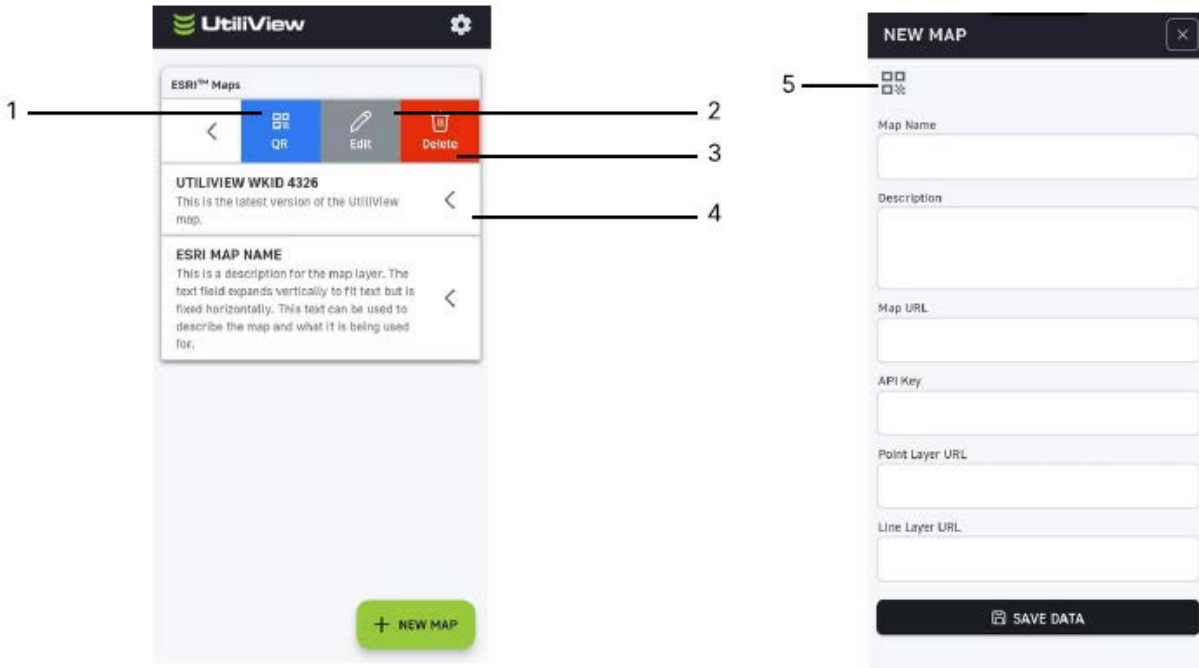 UtiliView
ESRI™ Maps
1
QR
Edit
Delete
2
3
UTILIVIEW WKID 4326
This is the latest version of the UtiliView
map.
4
ESRI MAP NAME
This is a description for the map layer. The
text field expands vertically to fit text but is
fixed horizontally. This text can be used to
describe the map and what it is being used
for.
+ NEW MAP
NEW MAP
5
Map Name
Description
Map URL
API Key
Point Layer URL
Line Layer URL
SAVE DATA